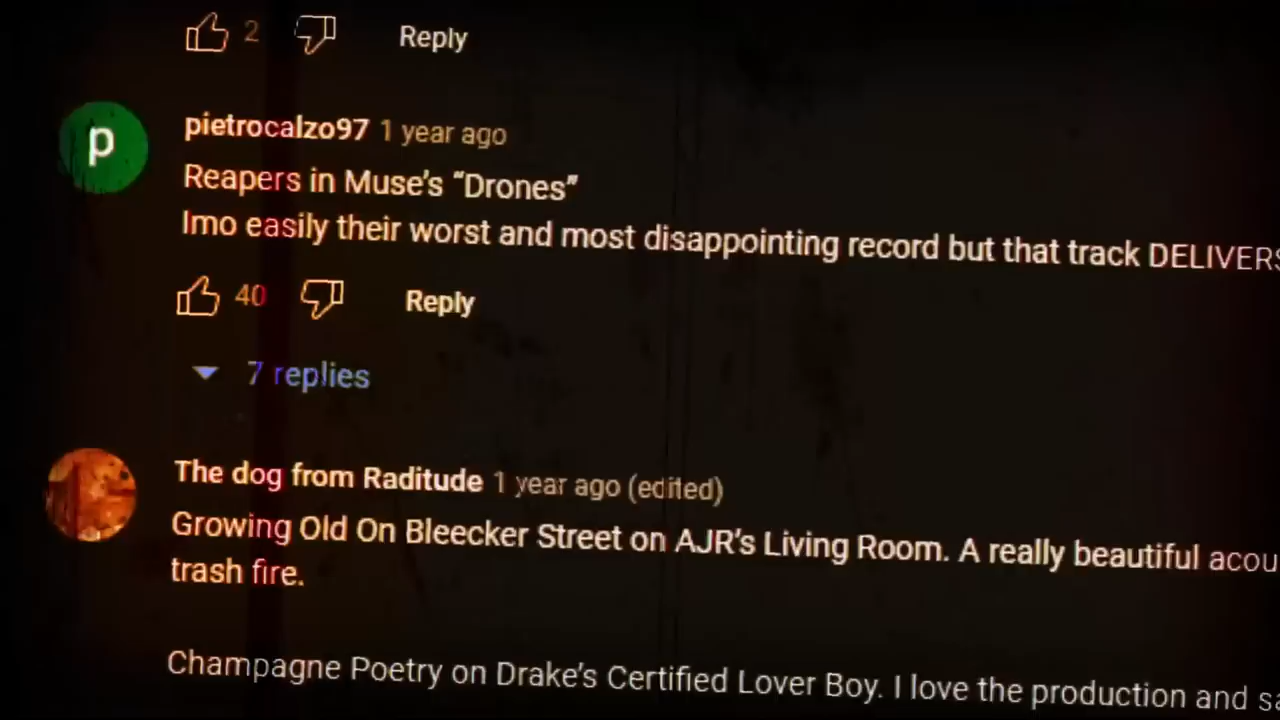 2 Reply
P
pietrocalzo97 1 year ago
Reapers in Muse's “Drones”
Imo easily their worst and most disappointing record but that track DELIVERS
40 Reply
7 replies
The dog from Raditude 1 year ago (edited)
Growing Old On Bleecker Street on AJR's Living Room. A really beautiful acou
trash fire.
Champagne Poetry on Drake's Certified Lover Boy. I love the production and sa